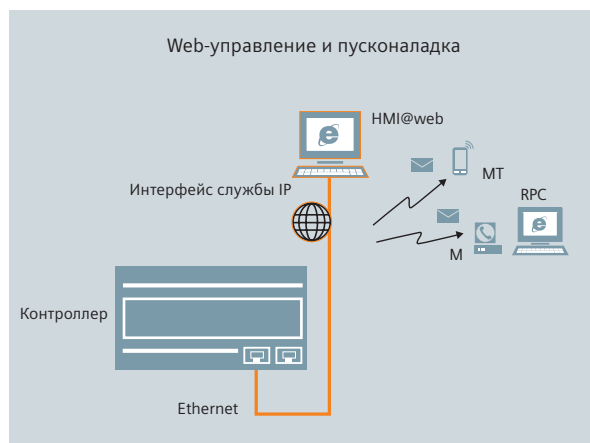 Web-управление и пусконаладка
HMI@web
MT
RPC
Интерфейс службы IP
M
Контроллер
Ethernet